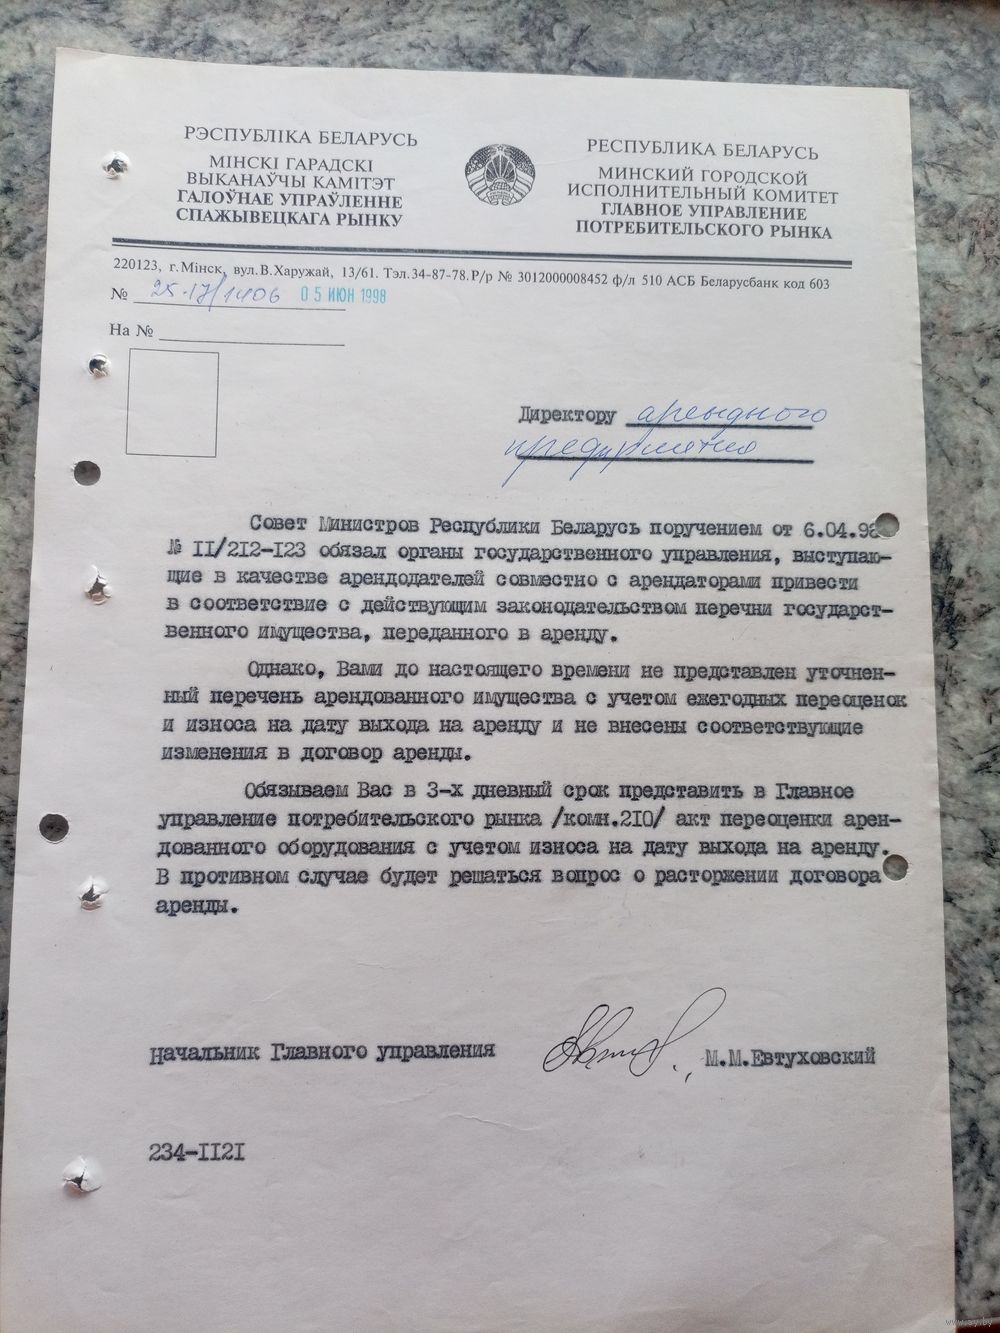 РЭСПУБЛІКА БЕЛАРУСЬ
МІНСКІ ГАРАДСКІ
ВЫКАНАЎЧЫ КАМІТЭТ
ГАЛОЎНАЕ УПРАЎЛЕННЕ
СПАЖЫВЕЦКАГА РЫНКУ
РЕСПУБЛИКА БЕЛАРУСЬ
МИНСКИЙ ГОРОДСКОЙ
ИСПОЛНИТЕЛЬНЫЙ КОМИТЕТ
ГЛАВНОЕ УПРАВЛЕНИЕ
ПОТРЕБИТЕЛЬСКОГО РЫНКА
220123, г.Мінск, вул.В.Харужай, 13/61. Тэл.34-87-78.Р/р № 3012000008452 ф/л 510 АСБ Беларусбанк код 603
№ 25-17/1406 05 ИЮН 1998
На №
Директору арендного
предприятия
Совет Министров Республики Беларусь поручением от 6.04.98
№ II/212-123 обязал органы государственного управления, выступаю-
щие в качестве арендодателей совместно с арендаторами привести
в соответствие с действующим законодательством перечни государст-
венного имущества, переданного в аренду.
Однако, Вами до настоящего времени не представлен уточнен-
ный перечень арендованного имущества с учетом ежегодных переоценок
и износа на дату выхода на аренду и не внесены соответствующие
изменения в договор аренды.
Обязываем Вас в 3-х дневный срок представить в Главное
управление потребительского рынка /комн.210/ акт переоценки арен-
дованного оборудования с учетом износа на дату выхода на аренду.
В противном случае будет решаться вопрос о расторжении договора
аренды.
Начальник Главного управления
М.М.Евтуховский
234-II2I
www.ay.by